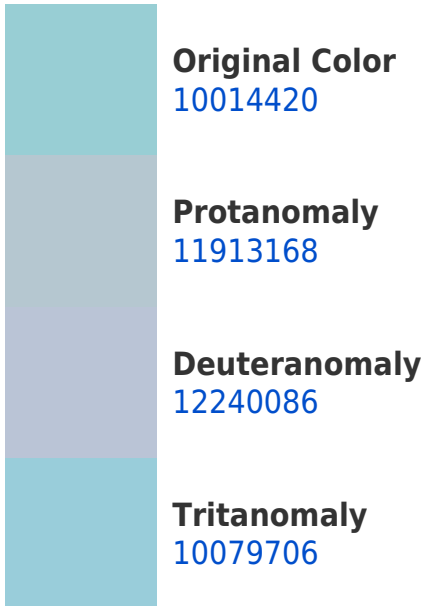 Original Color
10014420
Protanomaly
11913168
Deuteranomaly
12240086
Tritanomaly
10079706